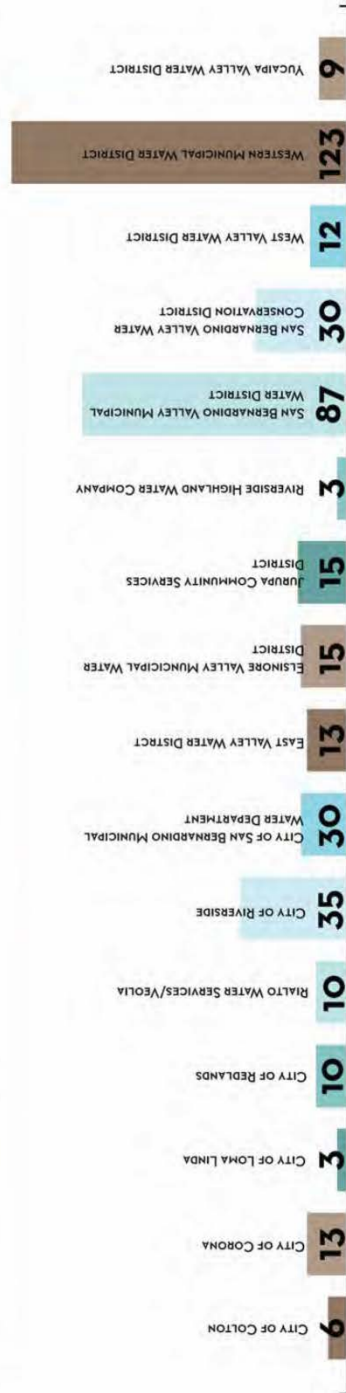 CITY OF COLTON
6
CITY OF CORONA
13
CITY OF LOMA LINDA
3
CITY OF REDLANDS
10
RIALTO WATER SERVICES/VEOLIA
10
CITY OF RIVERSIDE
35
CITY OF SAN BERNARDINO MUNICIPAL
WATER DEPARTMENT
30
EAST VALLEY WATER DISTRCT
13
ELSINORE VALLEY MUNCICIPAL WATER
DISTRICT
15
JURUPA COMMUNITY SERVICES
DISTRICT
15
RIVERSIDE HIGHLAND WATER COMPANY
3
SAN BERNARDINO VALLEY MUNICIPAL
WATER DISTRICT
87
SAN BERNARDINO VALLEY WATER
CONSERVATION DISTRICT
30
WEST VALLEY WATER DISTRICT
12
WESTERN MUNICIPAL WATER DISTRICT
123
YUCAIPA VALLEY WATER DISTRICT
9